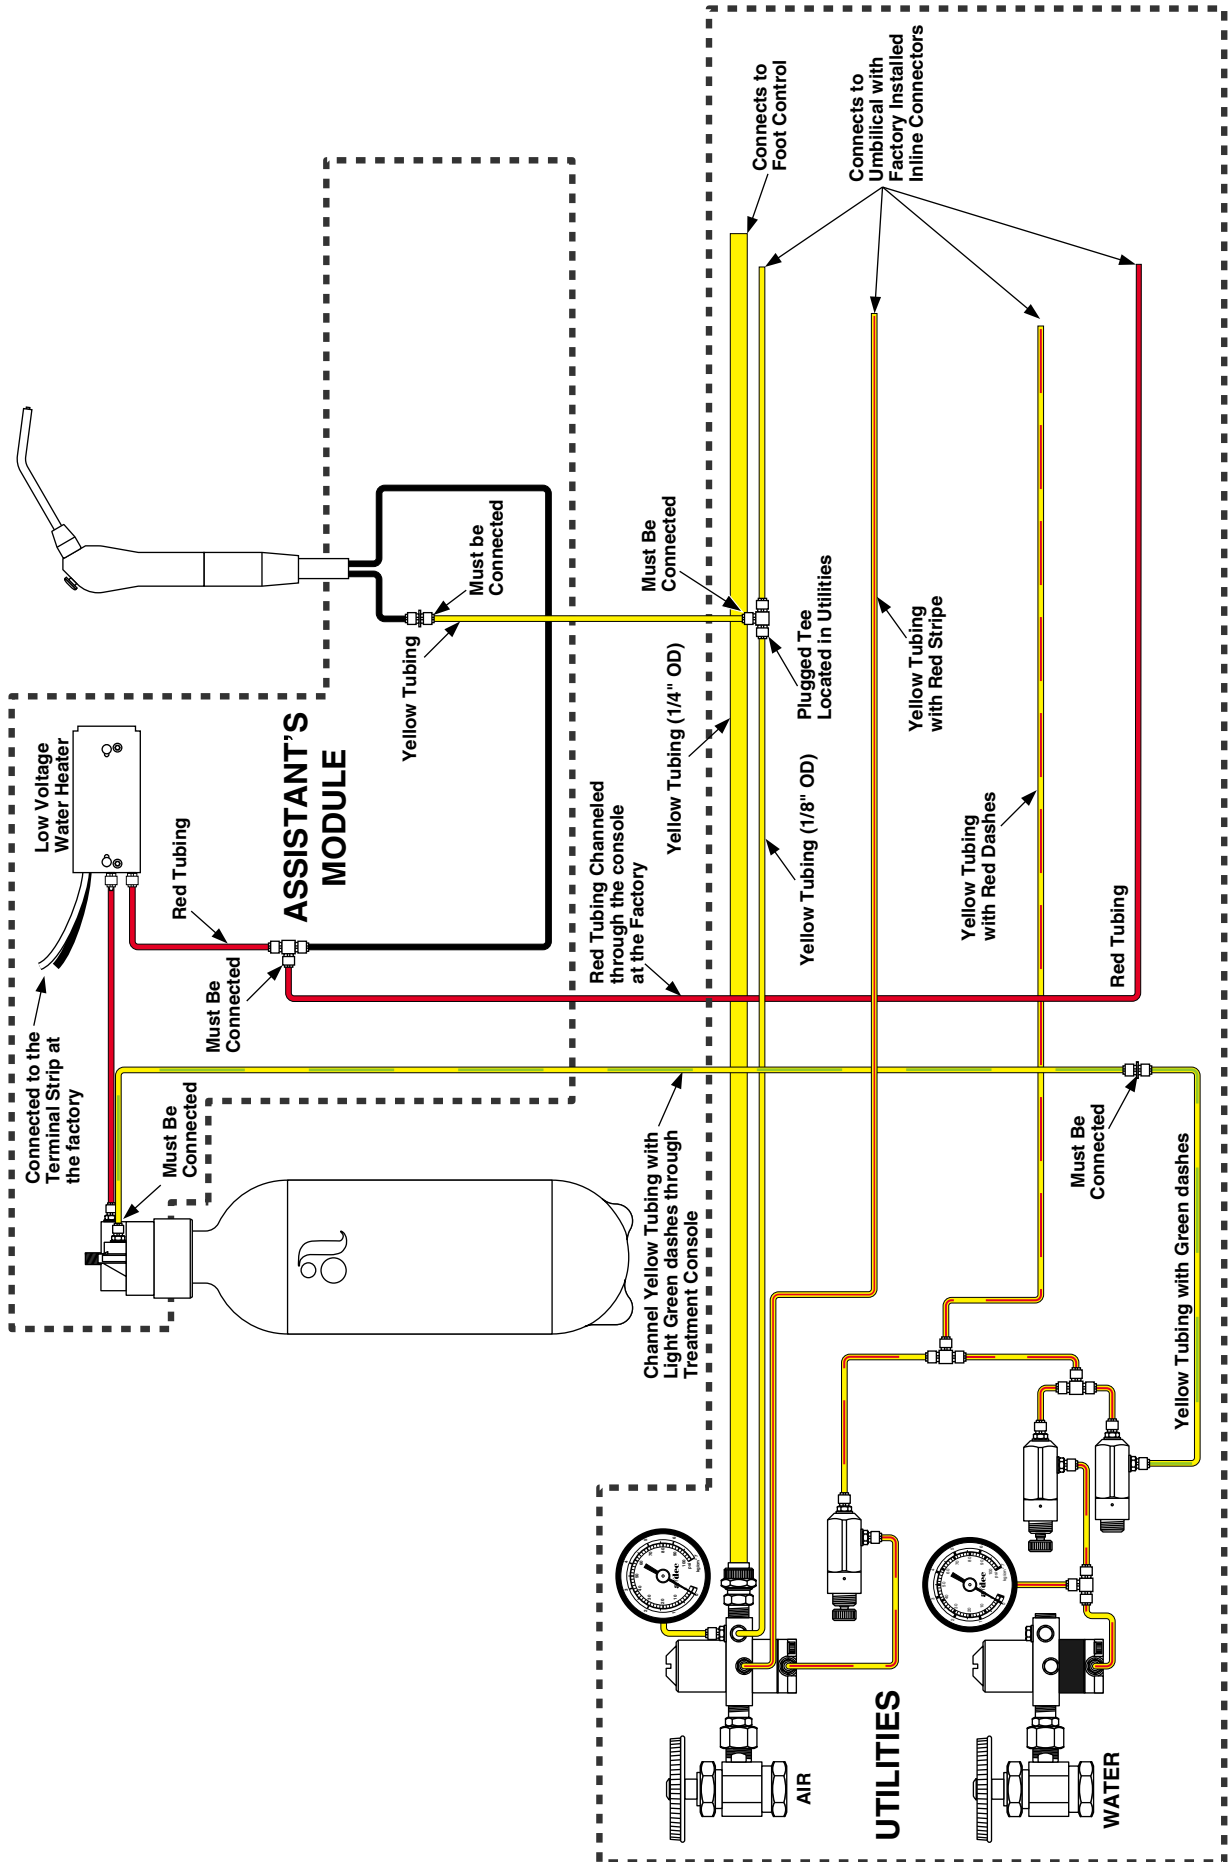 Connected to the
Terminal Strip at
the factory
Low Voltage
Water Heater
Must Be
Connected
Must Be
Connected
Red Tubing
ASSISTANT'S
MODULE
Yellow Tubing
Must be
Connected
Channel Yellow Tubing with
Light Green dashes through
Treatment Console
Red Tubing Channeled
through the console
at the Factory
Yellow Tubing (1/4" OD)
Must Be
Connected
Connects to
Foot Control
Yellow Tubing (1/8" OD)
Plugged Tee
Located in Utilities
Connects to
Umbilical with
Factory Installed
Inline Connectors
Yellow Tubing
with Red Stripe
Yellow Tubing
with Red Dashes
Must Be
Connected
Red Tubing
Yellow Tubing with Green dashes
AIR
UTILITIES
WATER
a